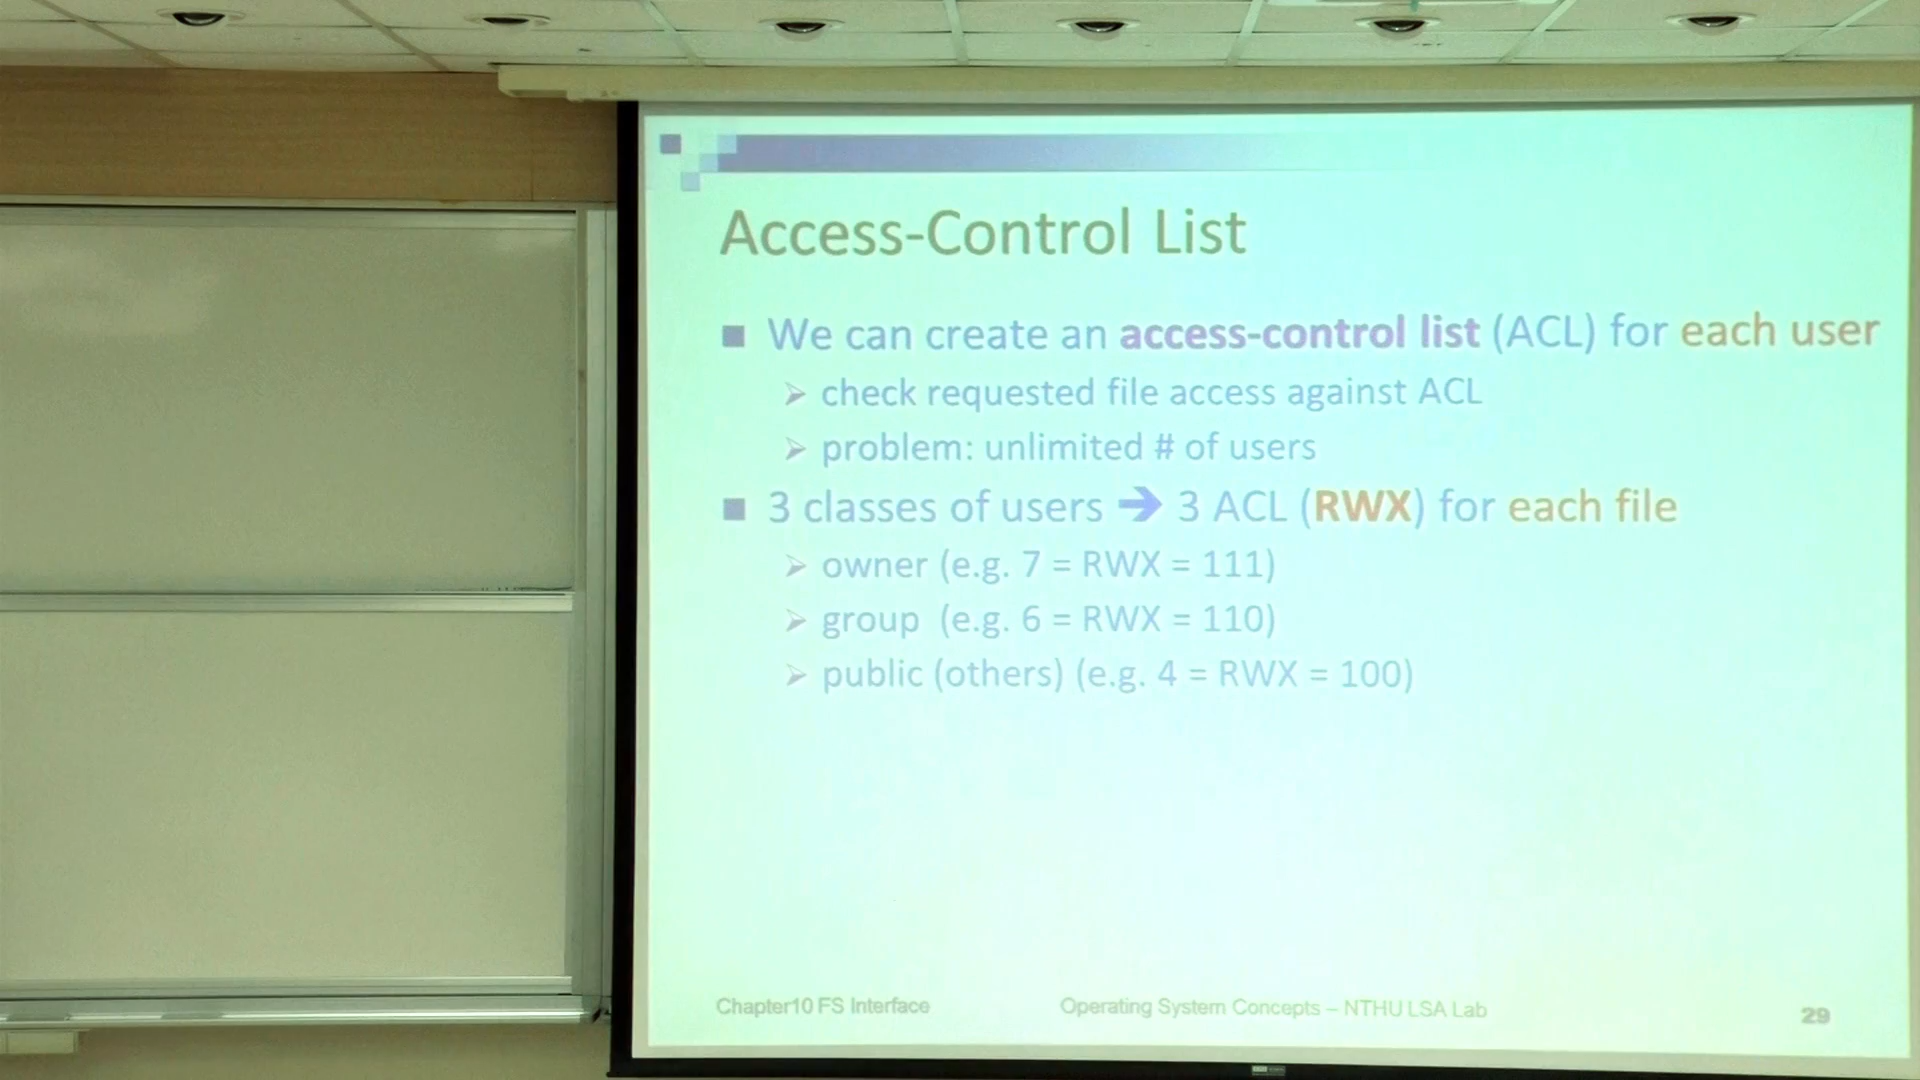 Access-Control List
We can create an access-control list (ACL) for each user
check requested file access against ACL
problem: unlimited # of users
3 classes of users ➔ 3 ACL (RWX) for each file
owner (e.g. 7 = RWX = 111)
group (e.g. 6 = RWX = 110)
public (others) (e.g. 4 = RWX = 100)
Chapter10 FS Interface
Operating System Concepts – NTHU LSA Lab
29